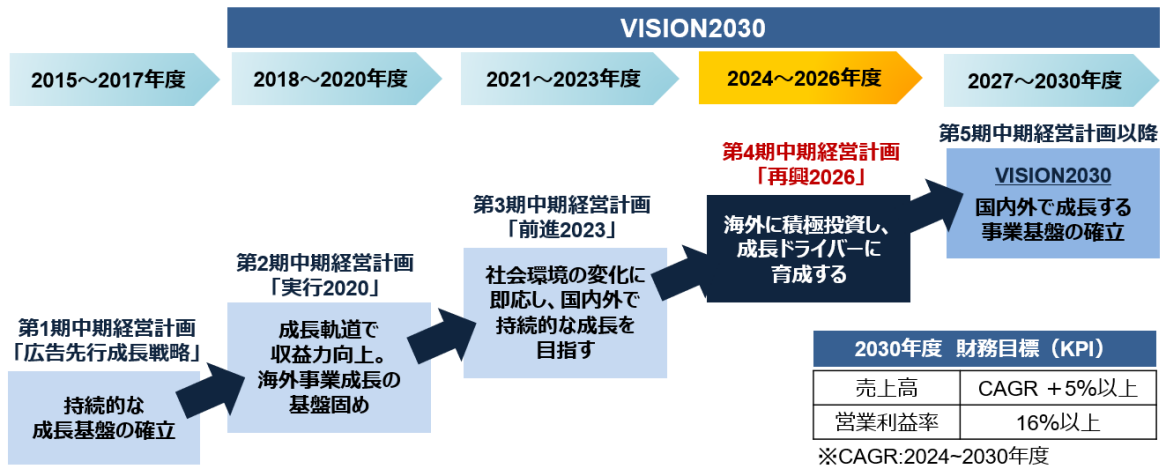 VISION2030
2015～2017年度
2018～2020年度
2021～2023年度
2024～2026年度
2027～2030年度
第1期中期経営計画
「広告先行成長戦略」
持続的な
成長基盤の確立
第2期中期経営計画
「実行2020」
成長軌道で
収益力向上。
海外事業成長の
基盤固め
第3期中期経営計画
「前進2023」
社会環境の変化に
即応し、国内外で
持続的な成長を
目指す
第4期中期経営計画
「再興2026」
海外に積極投資し、
成長ドライバーに
育成する
第5期中期経営計画以降
VISION2030
国内外で成長する
事業基盤の確立
2030年度 財務目標（KPI）
売上高 CAGR ＋5%以上
営業利益率 16%以上
※CAGR:2024~2030年度